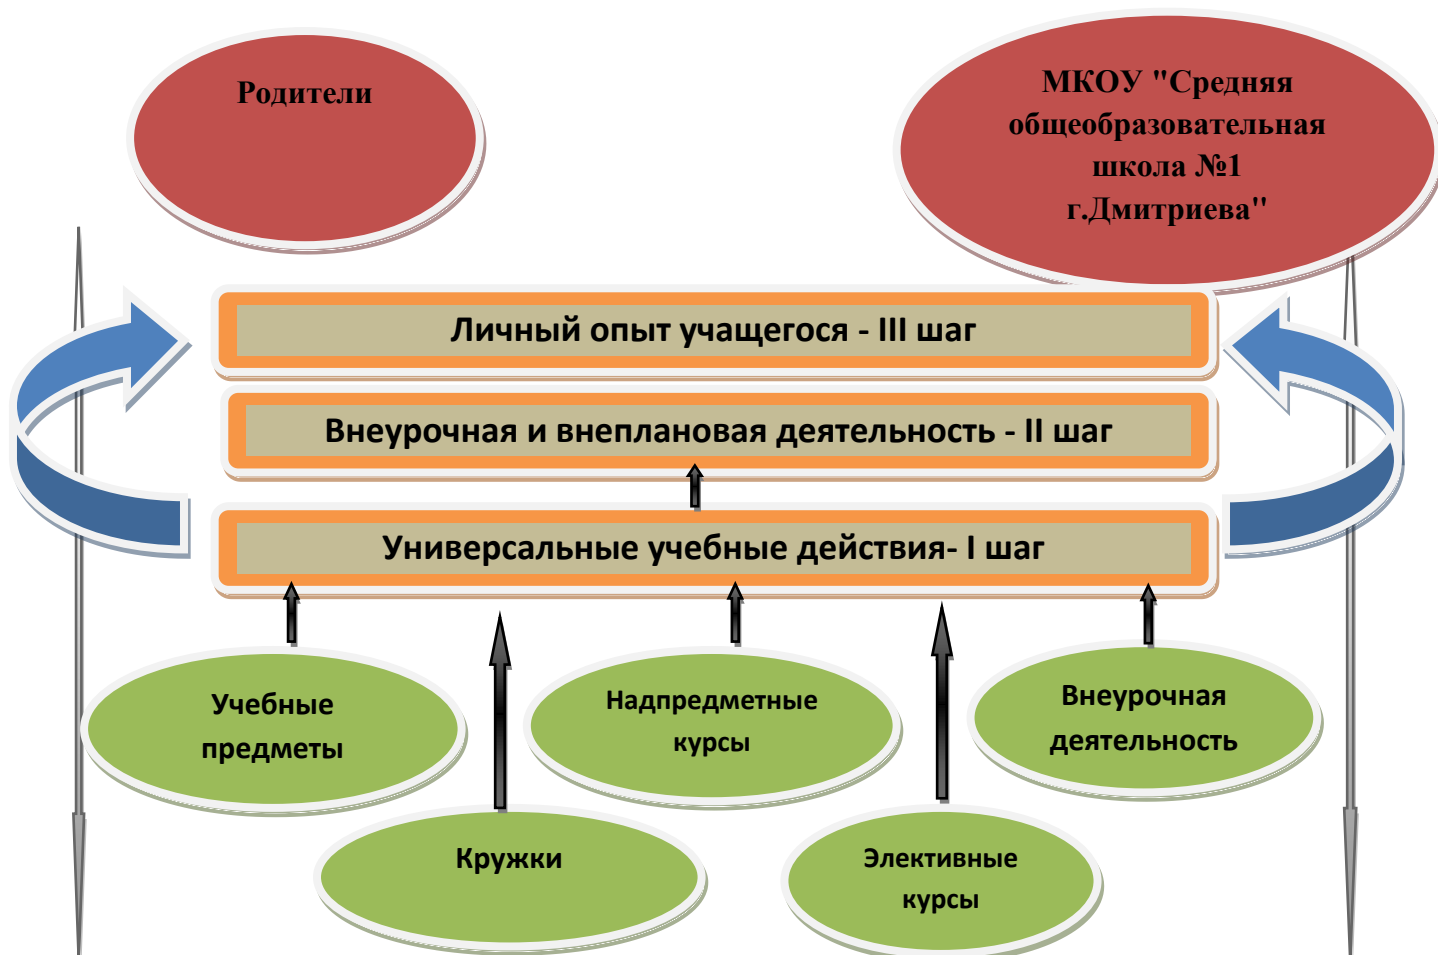 Родители
МКОУ "Средняя
общеобразовательная
школа №1
г.Дмитриева"
Личный опыт учащегося - III шаг
Внеурочная и внеплановая деятельность - II шаг
Универсальные учебные действия- I шаг
Учебные
предметы
Надпредметные
курсы
Внеурочная
деятельность
Кружки
Элективные
курсы